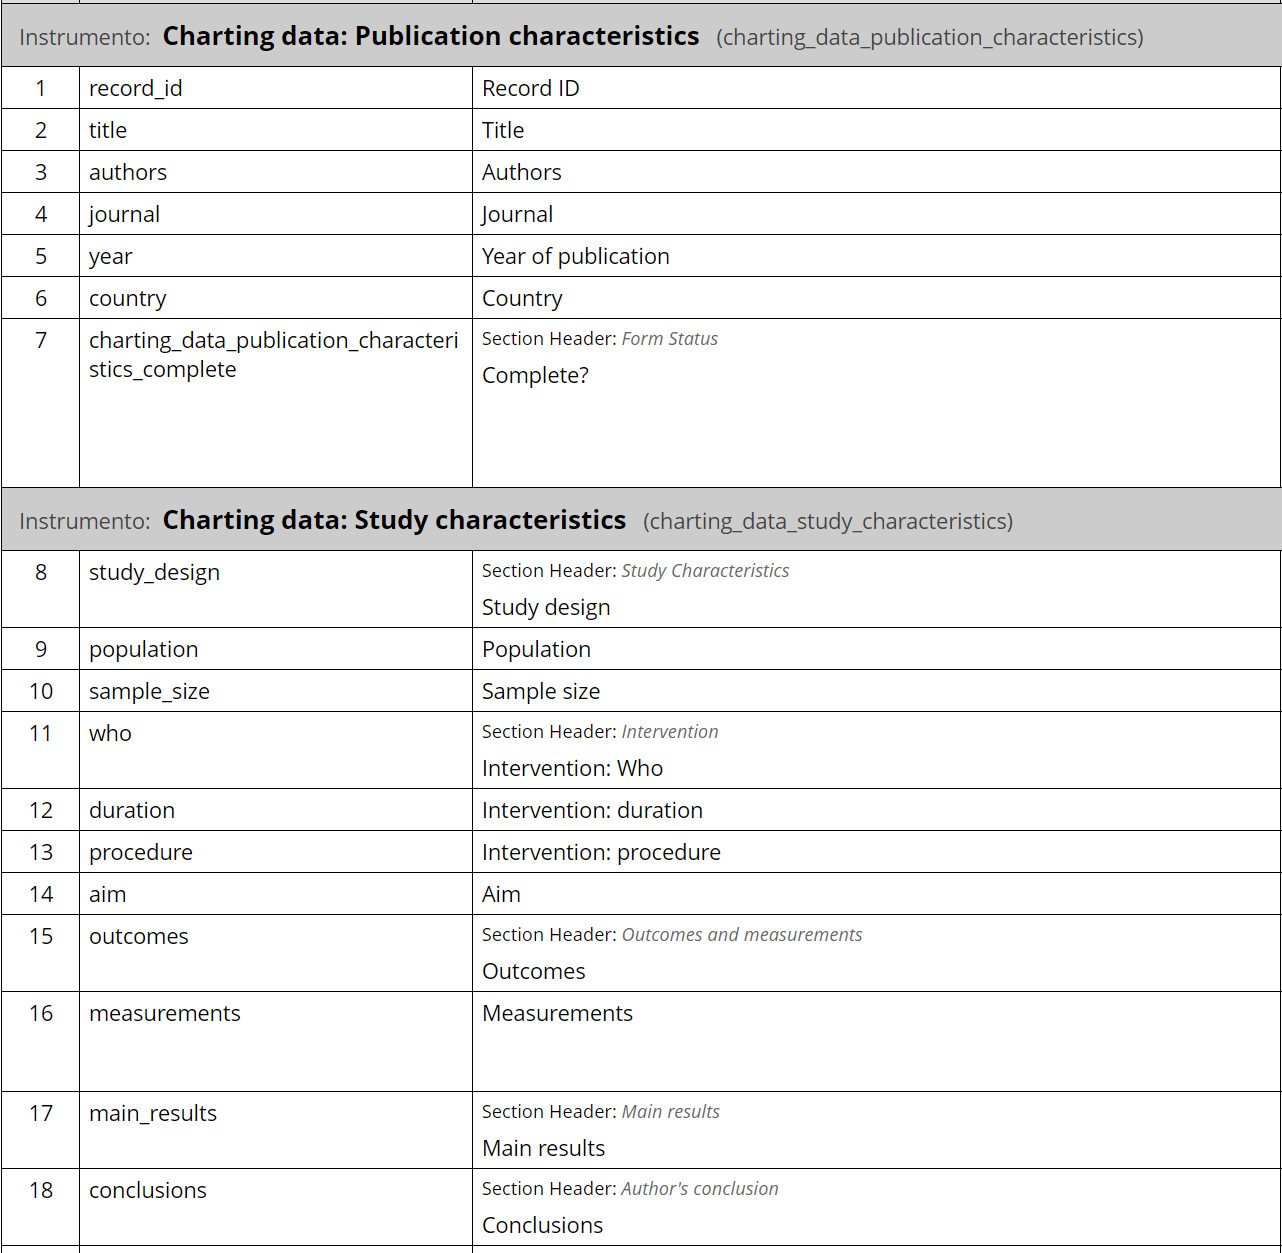 Instrumento: Charting data: Publication characteristics (charting_data_publication_characteristics)
1 record_id Record ID
2 title Title
3 authors Authors
4 journal Journal
5 year Year of publication
6 country Country
7 charting_data_publication_characteri Section Header: Form Status
stics_complete Complete?
Instrumento: Charting data: Study characteristics (charting_data_study_characteristics)
8 study_design Section Header: Study Characteristics
Study design
9 population Population
10 sample_size Sample size
11 who Section Header: Intervention
Intervention: Who
12 duration Intervention: duration
13 procedure Intervention: procedure
14 aim Aim
15 outcomes Section Header: Outcomes and measurements
Outcomes
16 measurements Measurements
17 main_results Section Header: Main results
Main results
18 conclusions Section Header: Author's conclusion
Conclusions